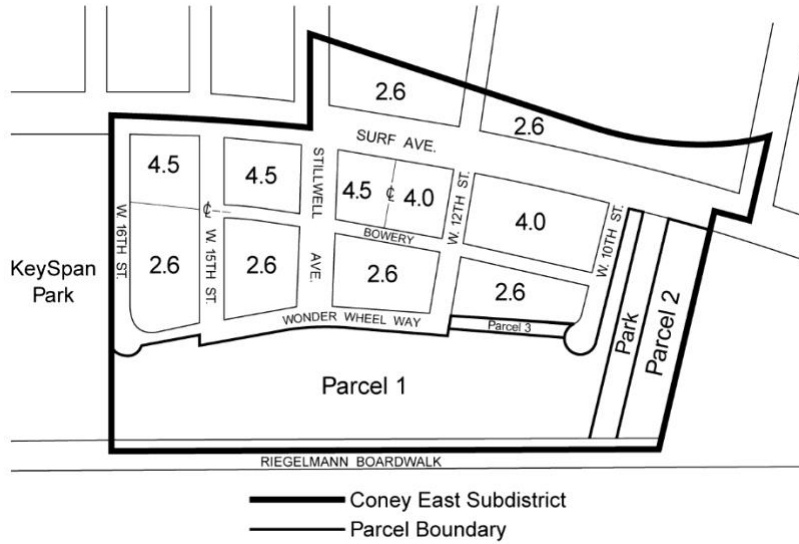 2.6
2.6
SURF AVE.
4.5
4.5
STILLWELL
AVE.
4.5
℄
4.0
W. 12TH ST.
4.0
W. 10TH ST.
W. 16TH ST.
℄
W. 15TH ST.
BOWERY
KeySpan
Park
2.6
2.6
2.6
2.6
WONDER WHEEL WAY
Parcel 3
Park
Parcel 2
Parcel 1
RIEGELMANN BOARDWALK
Coney East Subdistrict
Parcel Boundary